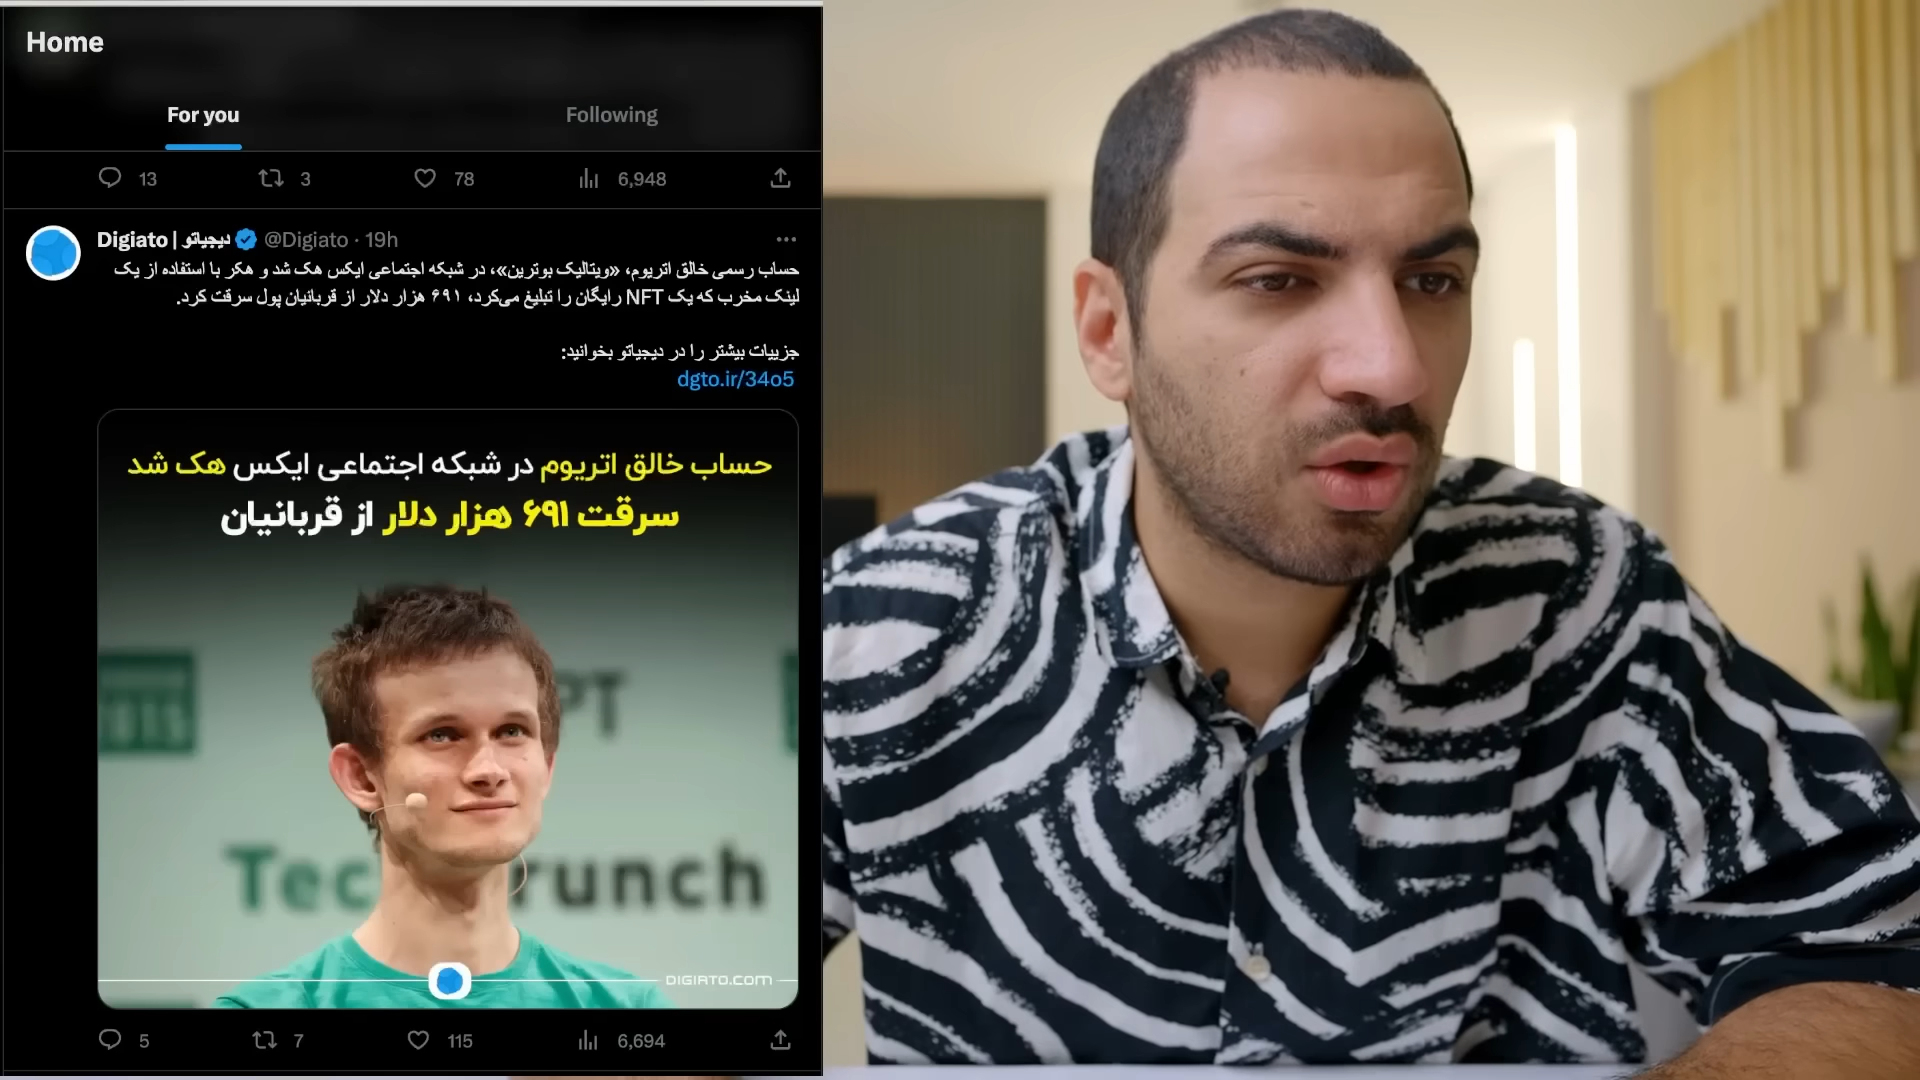 Home
For you
Following
13 3 78 6,948
Digiato | دیجیاتو @Digiato · 19h
حساب رسمی خالق اتریوم، «ویتالیک بوترین»، در شبکه اجتماعی ایکس هک شد و هکر با استفاده از یک
لینک مخرب که یک NFT رایگان را تبلیغ می‌کرد، ۶۹۱ هزار دلار از قربانیان پول سرقت کرد.
جزییات بیشتر را در دیجیاتو بخوانید:
dgto.ir/34o5
حساب خالق اتریوم در شبکه اجتماعی ایکس هک شد
سرقت ۶۹۱ هزار دلار از قربانیان
2015
PT
Tec runch
DIGIATO.COM
5 7 115 6,694